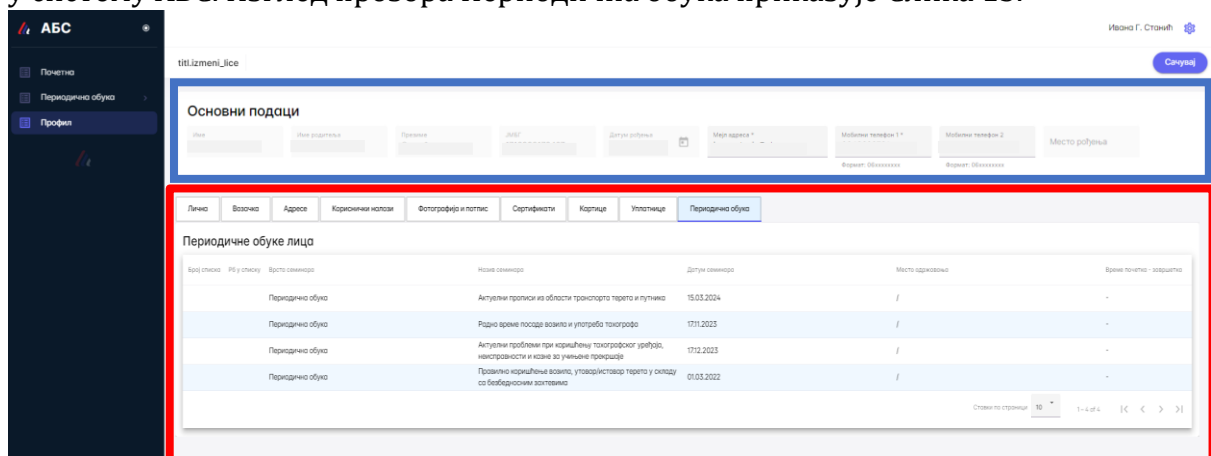 у систему АБС. Изглед прозора Периодична обука приказује Слика 15.
АБС
Ивана Г. Станић
Почетна
Периодична обука
Профил
titl.izmeni_lice
Сачувај
Основни подаци
Име
Име родитеља
Презиме
ЈМБГ
Датум рођења
Мејл адреса *
Мобилни телефон 1 *
Мобилни телефон 2
Место рођења
Формат: 06xxxxxxxx
Формат: 06xxxxxxxx
Лична
Возачка
Адресе
Кориснички налози
Фотографија и потпис
Сертификати
Картице
Уплатнице
Периодична обука
Периодичне обуке лица
Број списка РБ у списку Врста семинара Назив семинара Датум семинара Место одржавања Време почетка - завршетка
Периодична обука Актуелни прописи из области транспорта терета и путника 15.03.2024 / -
Периодична обука Радно време посаде возила и употреба тахографа 17.11.2023 / -
Периодична обука Актуелни проблеми при коришћењу тахографског уређаја, 17.12.2023 / -
неисправности и казне за учињене прекршаје
Периодична обука Правилно коришћење возила, утовар/истовар терета у складу 01.03.2022 / -
са безбедносним захтевима
Ставки по страници 10 1 – 4 of 4